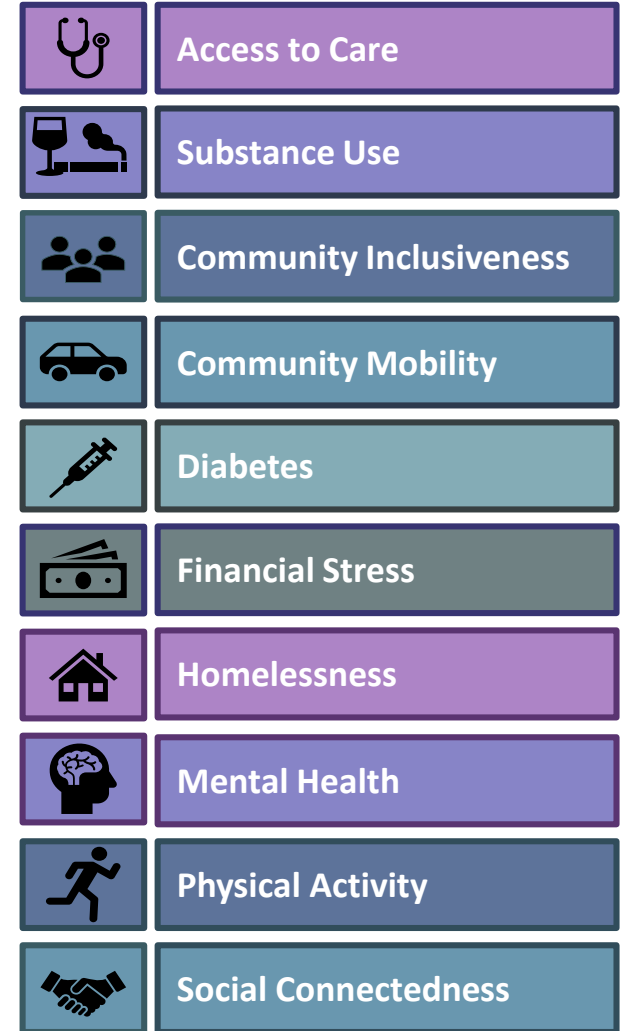 Access to Care
Substance Use
Community Inclusiveness
Community Mobility
Diabetes
Financial Stress
Homelessness
Mental Health
Physical Activity
Social Connectedness